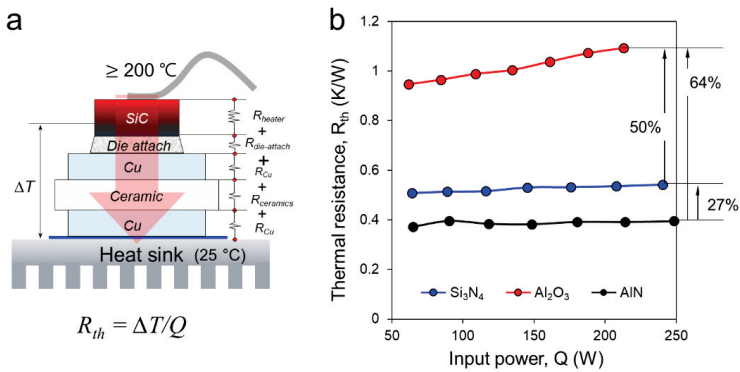 a
≥ 200 ℃
SiC
Die attach
Cu
Ceramic
Cu
ΔT
R_heater
+
R_die-attach
+
R_Cu
+
R_ceramics
+
R_Cu
Heat sink (25 °C)
R_th = ΔT/Q
b
Thermal resistance, R_th (K/W)
1.2
1
0.8
0.6
0.4
0.2
0
50
100
150
200
250
Input power, Q (W)
Si₃N₄
Al₂O₃
AlN
50%
64%
27%